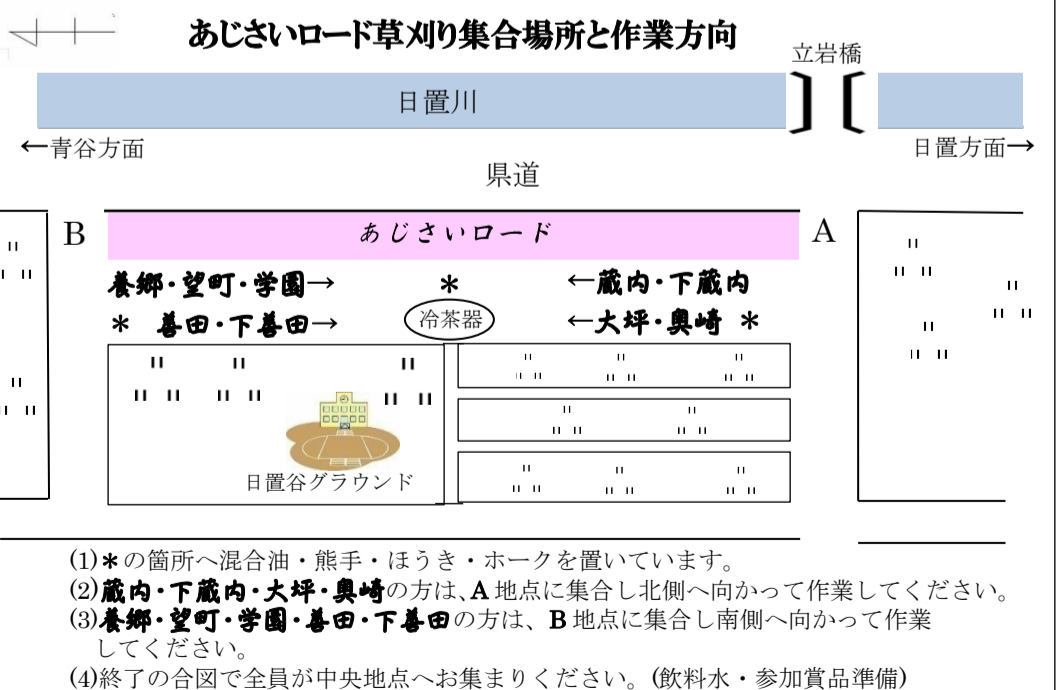 あじさいロード草刈り集合場所と作業方向
立岩橋
日置川
←青谷方面
日置方面→
県道
B
あじさいロード
A
養郷・望町・学園→
*
←蔵内・下蔵内
* 善田・下善田→
冷茶器
←大坪・奥崎 *
日置谷グラウンド
(1)*の箇所へ混合油・熊手・ほうき・ホークを置いています。
(2)蔵内・下蔵内・大坪・奥崎の方は、A 地点に集合し北側へ向かって作業してください。
(3)養郷・望町・学園・善田・下善田の方は、B 地点に集合し南側へ向かって作業
してください。
(4)終了の合図で全員が中央地点へお集まりください。(飲料水・参加賞品準備)